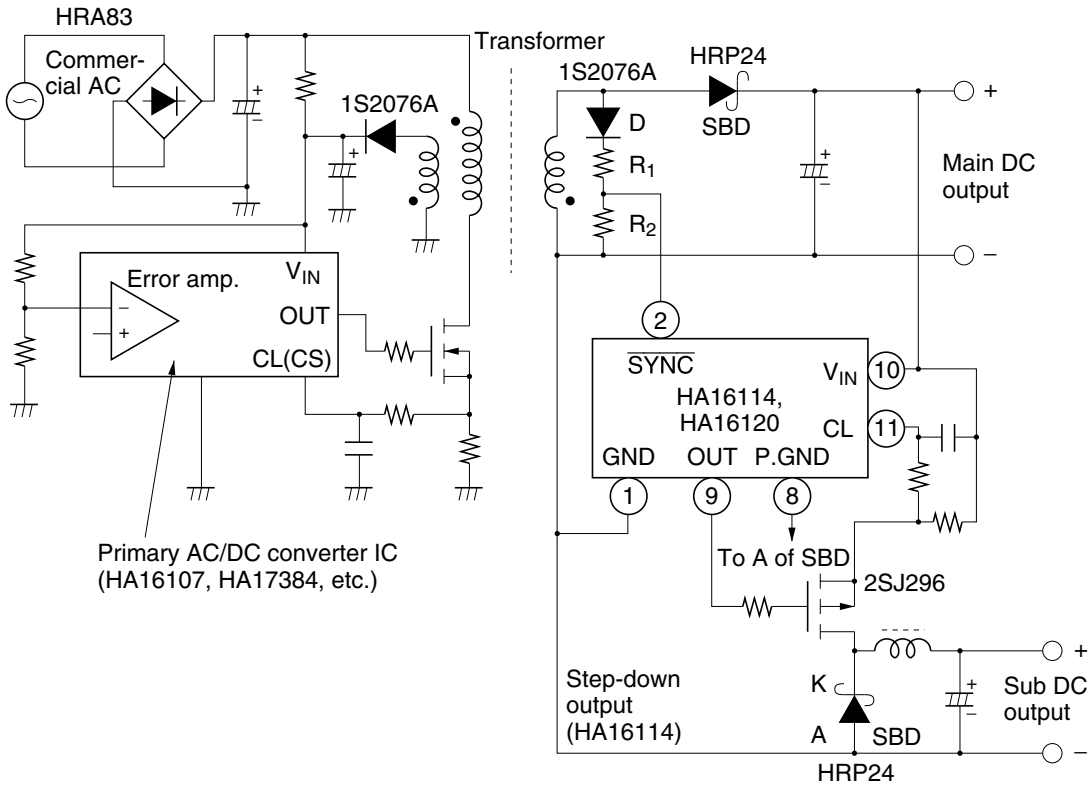 HRA83
Commer-
cial AC
+
−
1S2076A
+
−
Transformer
1S2076A
HRP24
SBD
D
R1
R2
+
−
+
Main DC
output
−
Error amp.
−
+
VIN
OUT
CL(CS)
Primary AC/DC converter IC
(HA16107, HA17384, etc.)
2
SYNC
HA16114,
HA16120
VIN
10
CL
11
GND
OUT
P.GND
1
9
8
To A of SBD
2SJ296
Step-down
output
(HA16114)
K
A
SBD
HRP24
+
−
+
Sub DC
output
−